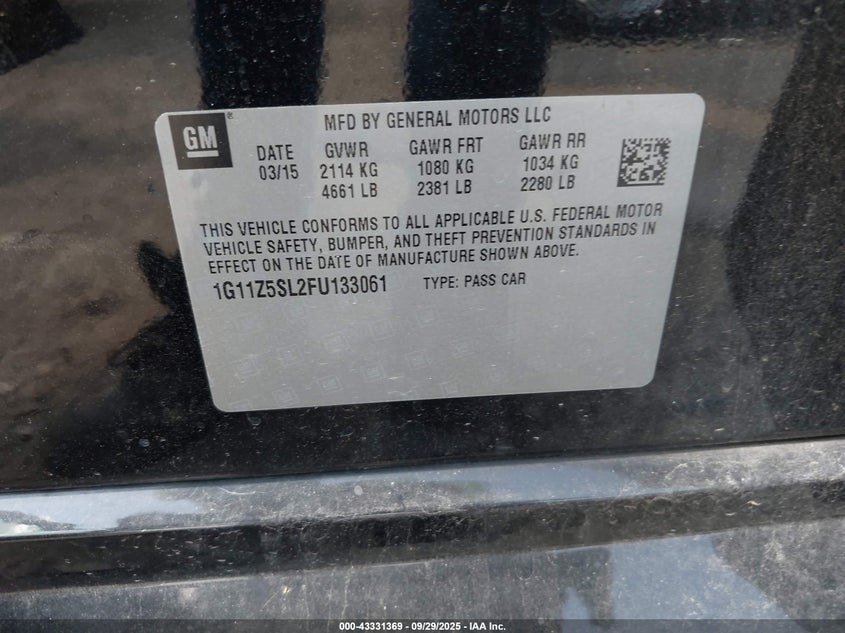 GM®
MFD BY GENERAL MOTORS LLC
DATE GVWR GAWR FRT GAWR RR
03/15 2114 KG 1080 KG 1034 KG
4661 LB 2381 LB 2280 LB
THIS VEHICLE CONFORMS TO ALL APPLICABLE U.S. FEDERAL MOTOR
VEHICLE SAFETY, BUMPER, AND THEFT PREVENTION STANDARDS IN
EFFECT ON THE DATE OF MANUFACTURE SHOWN ABOVE.
1G11Z5SL2FU133061 TYPE: PASS CAR
000-43331369 - 09/29/2025 - IAA Inc.